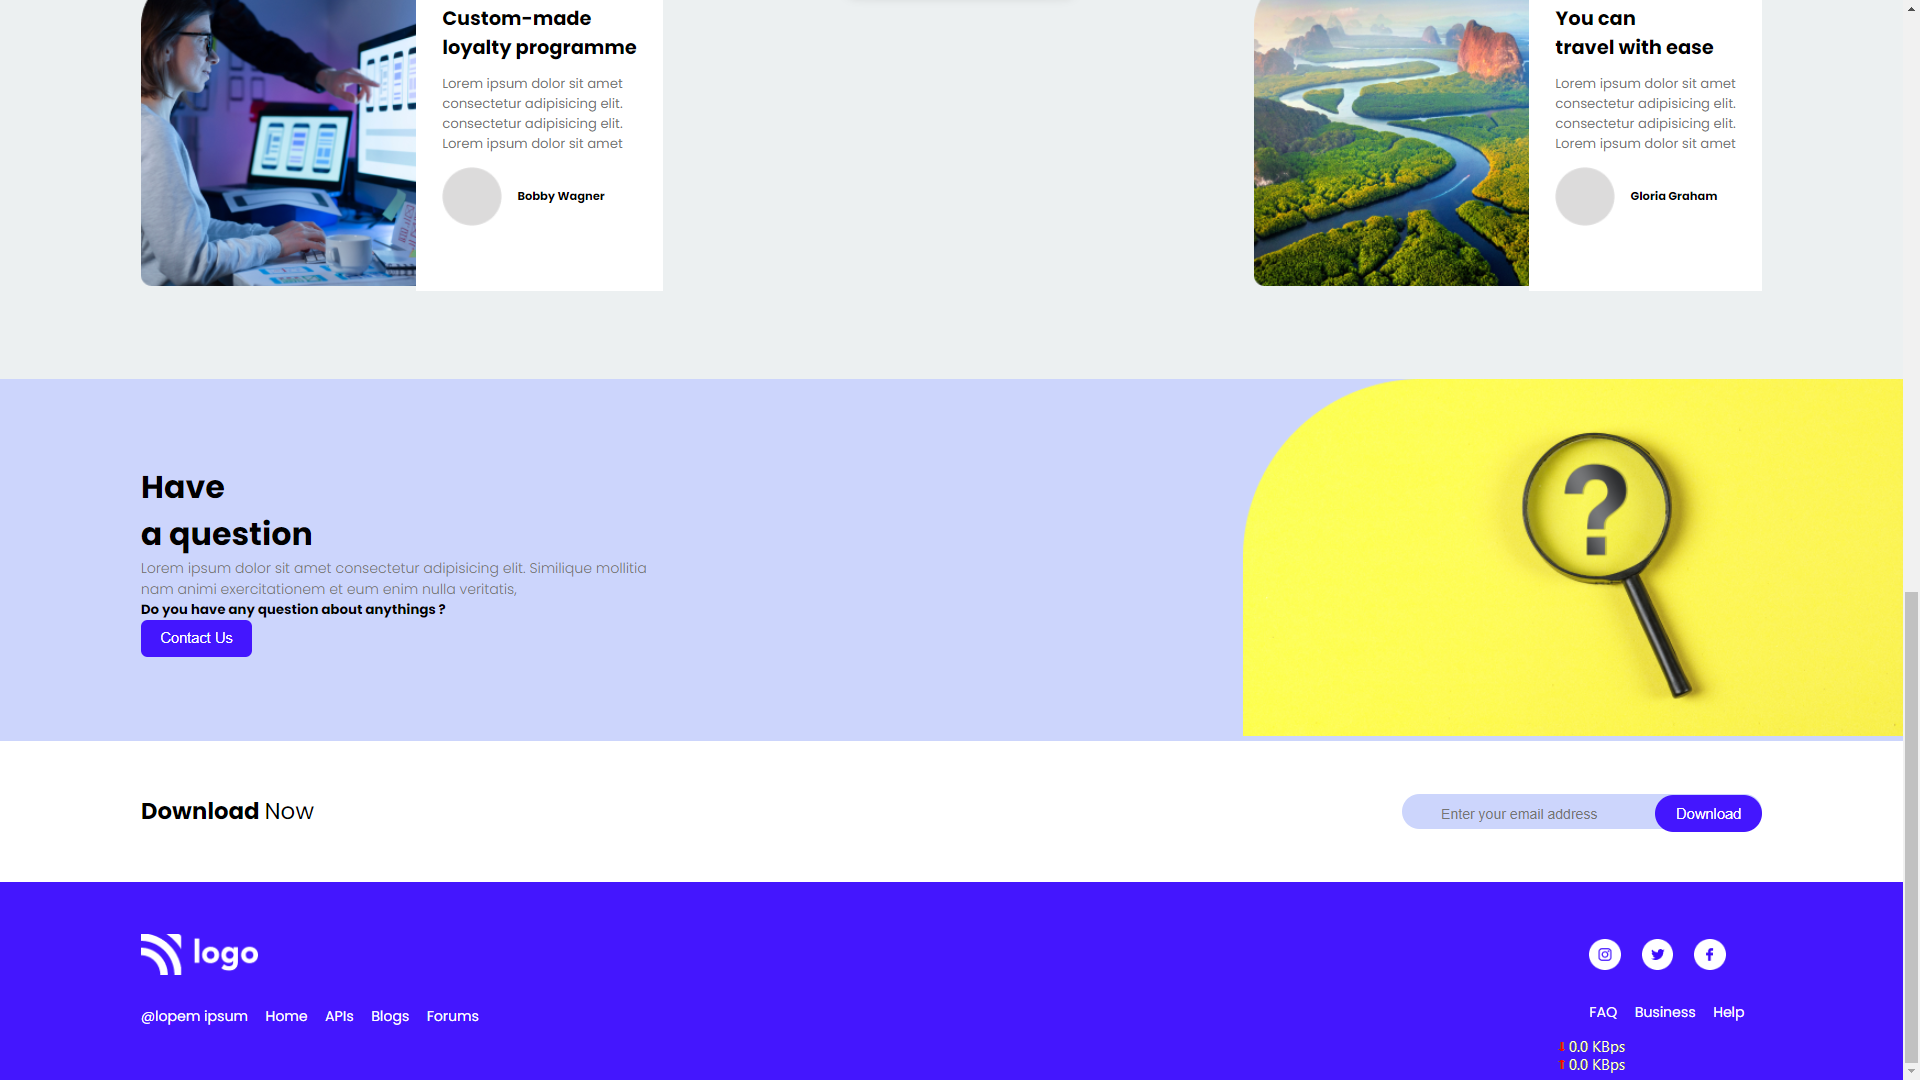 Custom-made
loyalty programme
Lorem ipsum dolor sit amet
consectetur adipisicing elit.
consectetur adipisicing elit.
Lorem ipsum dolor sit amet
Bobby Wagner
You can
travel with ease
Lorem ipsum dolor sit amet
consectetur adipisicing elit.
consectetur adipisicing elit.
Lorem ipsum dolor sit amet
Gloria Graham
Have
a question
Lorem ipsum dolor sit amet consectetur adipisicing elit. Similique mollitia
nam animi exercitationem et eum enim nulla veritatis,
Do you have any question about anythings ?
Contact Us
?
Download Now
Enter your email address
Download
logo
@lopem ipsum Home APIs Blogs Forums
FAQ Business Help
0.0 KBps
0.0 KBps